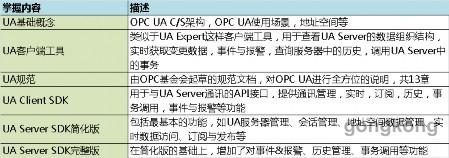 掌握内容 描述
UA基础概念 OPC UA C/S架构，OPC UA使用场景，地址空间等
UA客户端工具 类似于UA Expert这样客户端工具，用于查看UA Server的数据组织结构，
实时获取变更数据，事件与报警，查询服务器中的历史，调用UA Server中
的事务
UA规范 由OPC基金会起草的规范文档，对OPC UA进行全方位的说明，共13章
UA Client SDK 用于与UA Server通讯的API接口，提供通讯管理，实时，订阅，历史，事
务调用，事件与报警等功能
UA Server SDK简化版 包括最基本的功能，如UA服务器管理、会话管理、地址空间数据管理、实
时数据访问、订阅与发布等
UA Server SDK完整版 在简化版的基础上，增加了对事件&报警、历史管理、事务调用等功能
gongkong